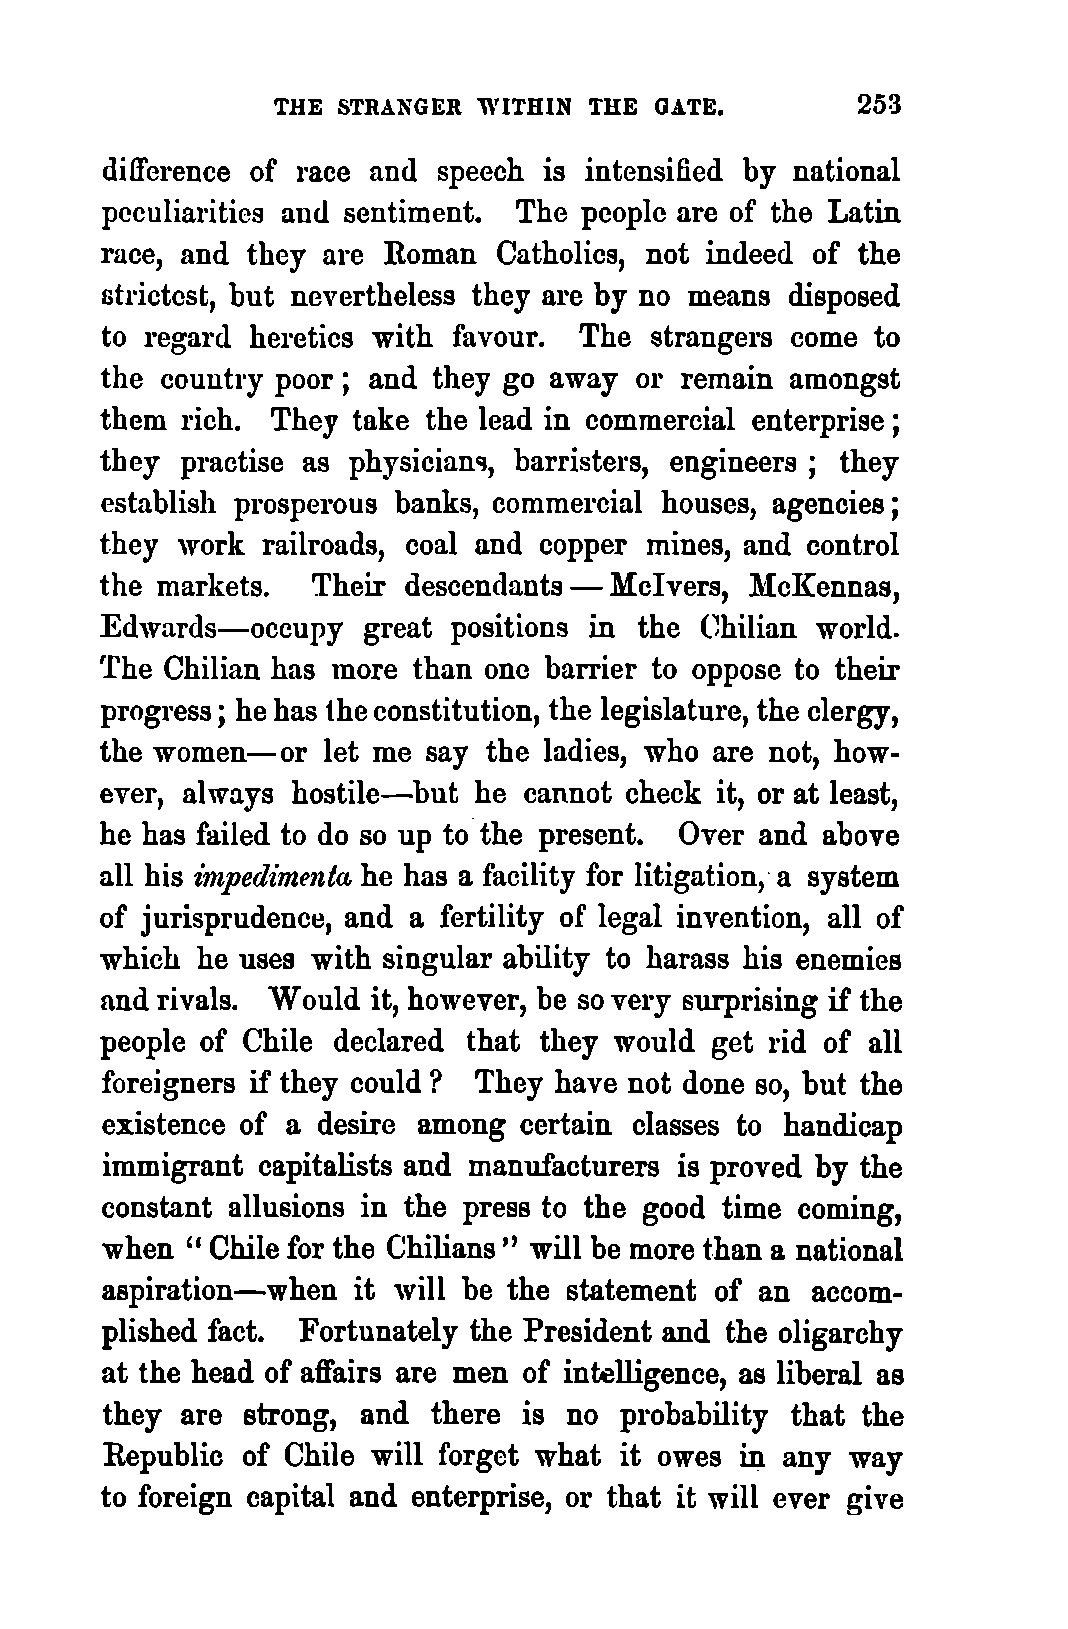 THE STRANGER WITHIN THE GATE. 253
difference of race and speech is intensified by national
peculiarities and sentiment. The people are of the Latin
race, and they are Roman Catholics, not indeed of the
strictest, but nevertheless they are by no means disposed
to regard heretics with favour. The strangers come to
the country poor ; and they go away or remain amongst
them rich. They take the lead in commercial enterprise ;
they practise as physicians, barristers, engineers ; they
establish prosperous banks, commercial houses, agencies ;
they work railroads, coal and copper mines, and control
the markets. Their descendants — McIvers, McKennas,
Edwards—occupy great positions in the Chilian world.
The Chilian has more than one barrier to oppose to their
progress ; he has the constitution, the legislature, the clergy,
the women—or let me say the ladies, who are not, how-
ever, always hostile—but he cannot check it, or at least,
he has failed to do so up to the present. Over and above
all his impedimenta he has a facility for litigation, a system
of jurisprudence, and a fertility of legal invention, all of
which he uses with singular ability to harass his enemies
and rivals. Would it, however, be so very surprising if the
people of Chile declared that they would get rid of all
foreigners if they could ? They have not done so, but the
existence of a desire among certain classes to handicap
immigrant capitalists and manufacturers is proved by the
constant allusions in the press to the good time coming,
when " Chile for the Chilians " will be more than a national
aspiration—when it will be the statement of an accom-
plished fact. Fortunately the President and the oligarchy
at the head of affairs are men of intelligence, as liberal as
they are strong, and there is no probability that the
Republic of Chile will forget what it owes in any way
to foreign capital and enterprise, or that it will ever give